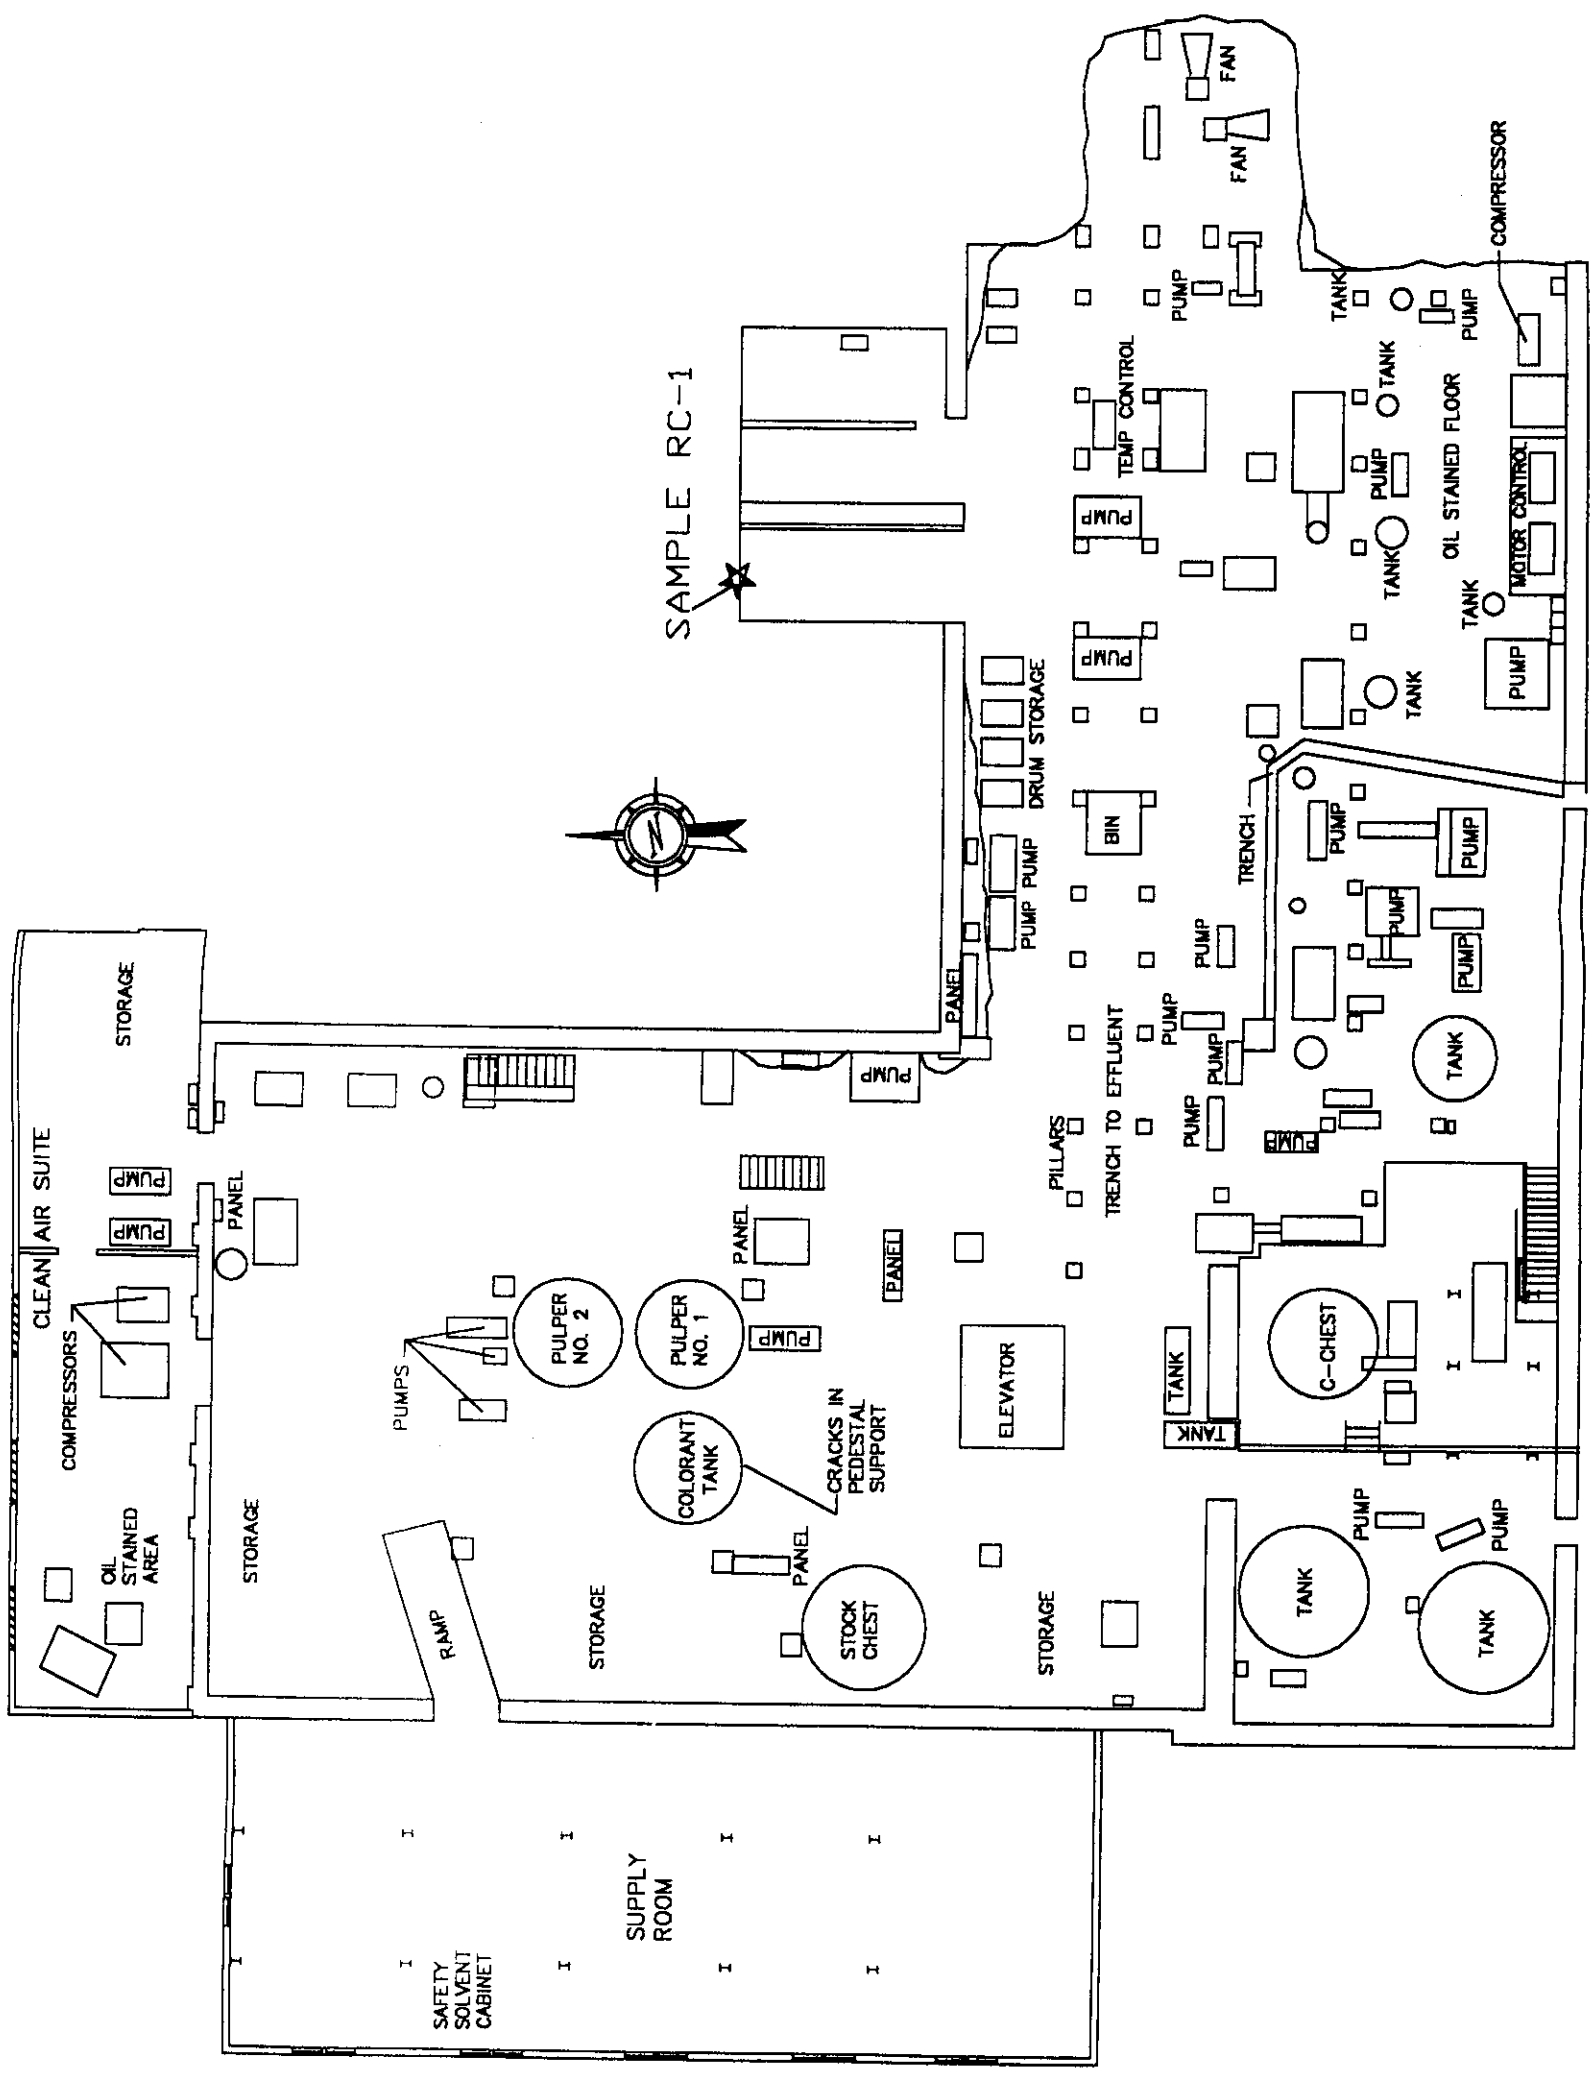 CLEAN AIR SUITE
COMPRESSORS
OIL
STAINED
AREA
STORAGE
PUMP
PUMP
PANEL
STORAGE
PUMPS
RAMP
SAFETY
SOLVENT
CABINET
PULPER
NO. 2
STORAGE
SUPPLY
ROOM
N
SAMPLE RC-1
PULPER
NO. 1
COLORANT
TANK
PANEL
PUMP
PANEL
CRACKS IN
PEDESTAL
SUPPORT
STOCK
CHEST
PUMP
PANEL
PANEL
ELEVATOR
PUMP PUMP
DRUM STORAGE
STORAGE
PILLARS
TRENCH TO EFFLUENT
BIN
PUMP
PUMP
TEMP CONTROL
PUMP
TANK
PUMP
PUMP
TANK
PUMP
PUMP
FAN
FAN
TRENCH
PUMP
TANK
C-CHEST
PUMP
TANK
PUMP
PUMP
TANK
TANK
PUMP
TANK
OIL STAINED FLOOR
TANK
PUMP
PUMP
TANK
PUMP
TANK
PUMP
COMPRESSOR
PUMP
MOTOR CONTROL